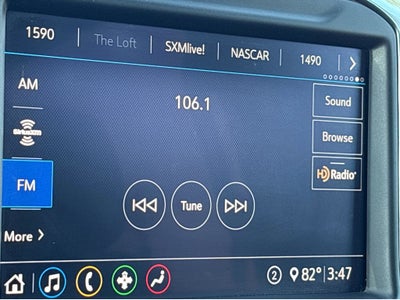 1590 The Loft SXMlive! NASCAR 1490
AM
106.1
Sound
SiriusXM
Browse
FM
HD Radio
Tune
More
2 82° 3:47